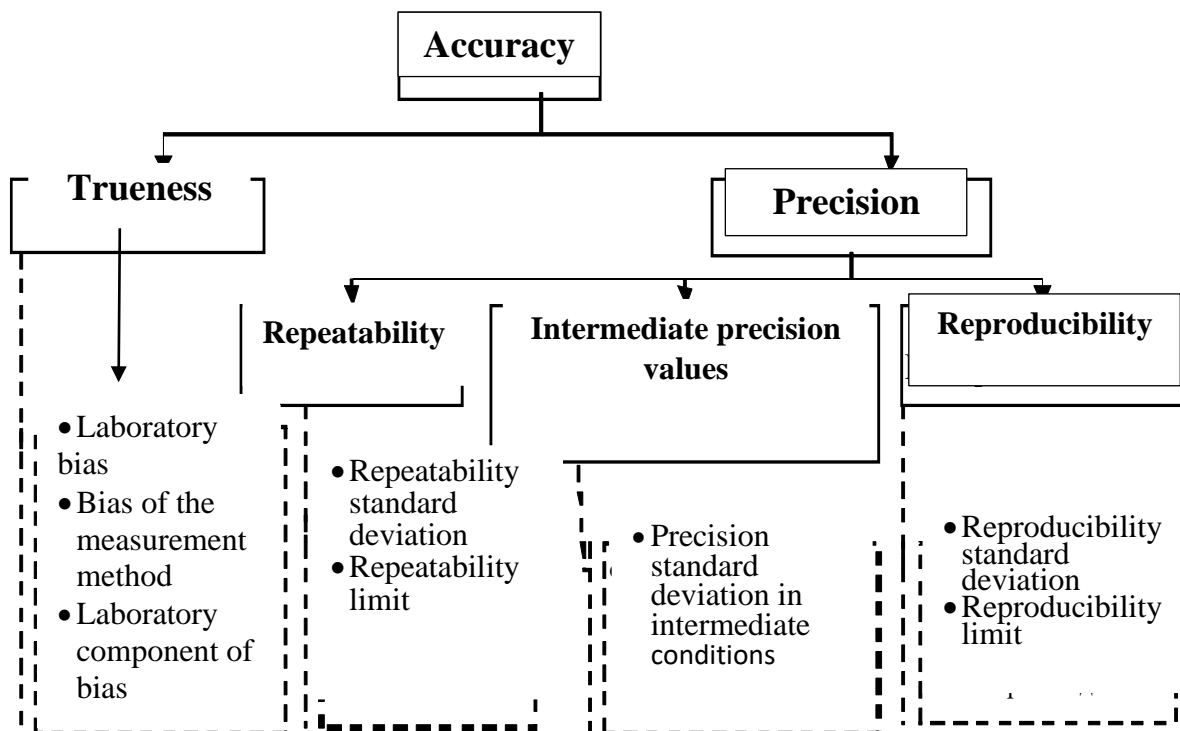 Accuracy
Trueness
Precision
Repeatability
Intermediate precision
values
Reproducibility
• Laboratory
bias
• Bias of the
measurement
method
• Laboratory
component of
bias
• Repeatability
standard
deviation
• Repeatability
limit
• Precision
standard
deviation in
intermediate
conditions
• Reproducibility
standard
deviation
• Reproducibility
limit